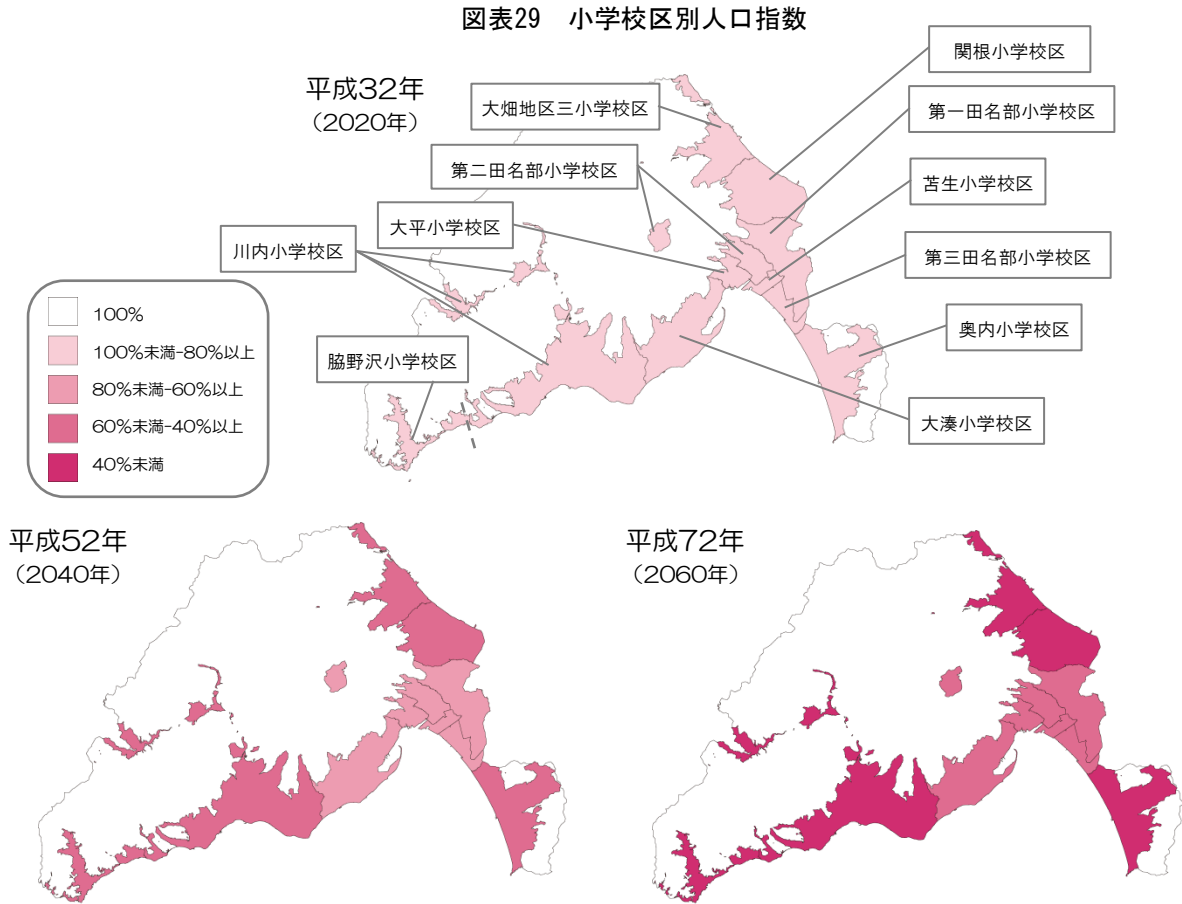 図表29　小学校区別人口指数
平成32年
（2020年）
関根小学校区
大畑地区三小学校区
第一田名部小学校区
第二田名部小学校区
苫生小学校区
大平小学校区
川内小学校区
第三田名部小学校区
奥内小学校区
脇野沢小学校区
大湊小学校区
100%
100%未満-80%以上
80%未満-60%以上
60%未満-40%以上
40%未満
平成52年
（2040年）
平成72年
（2060年）